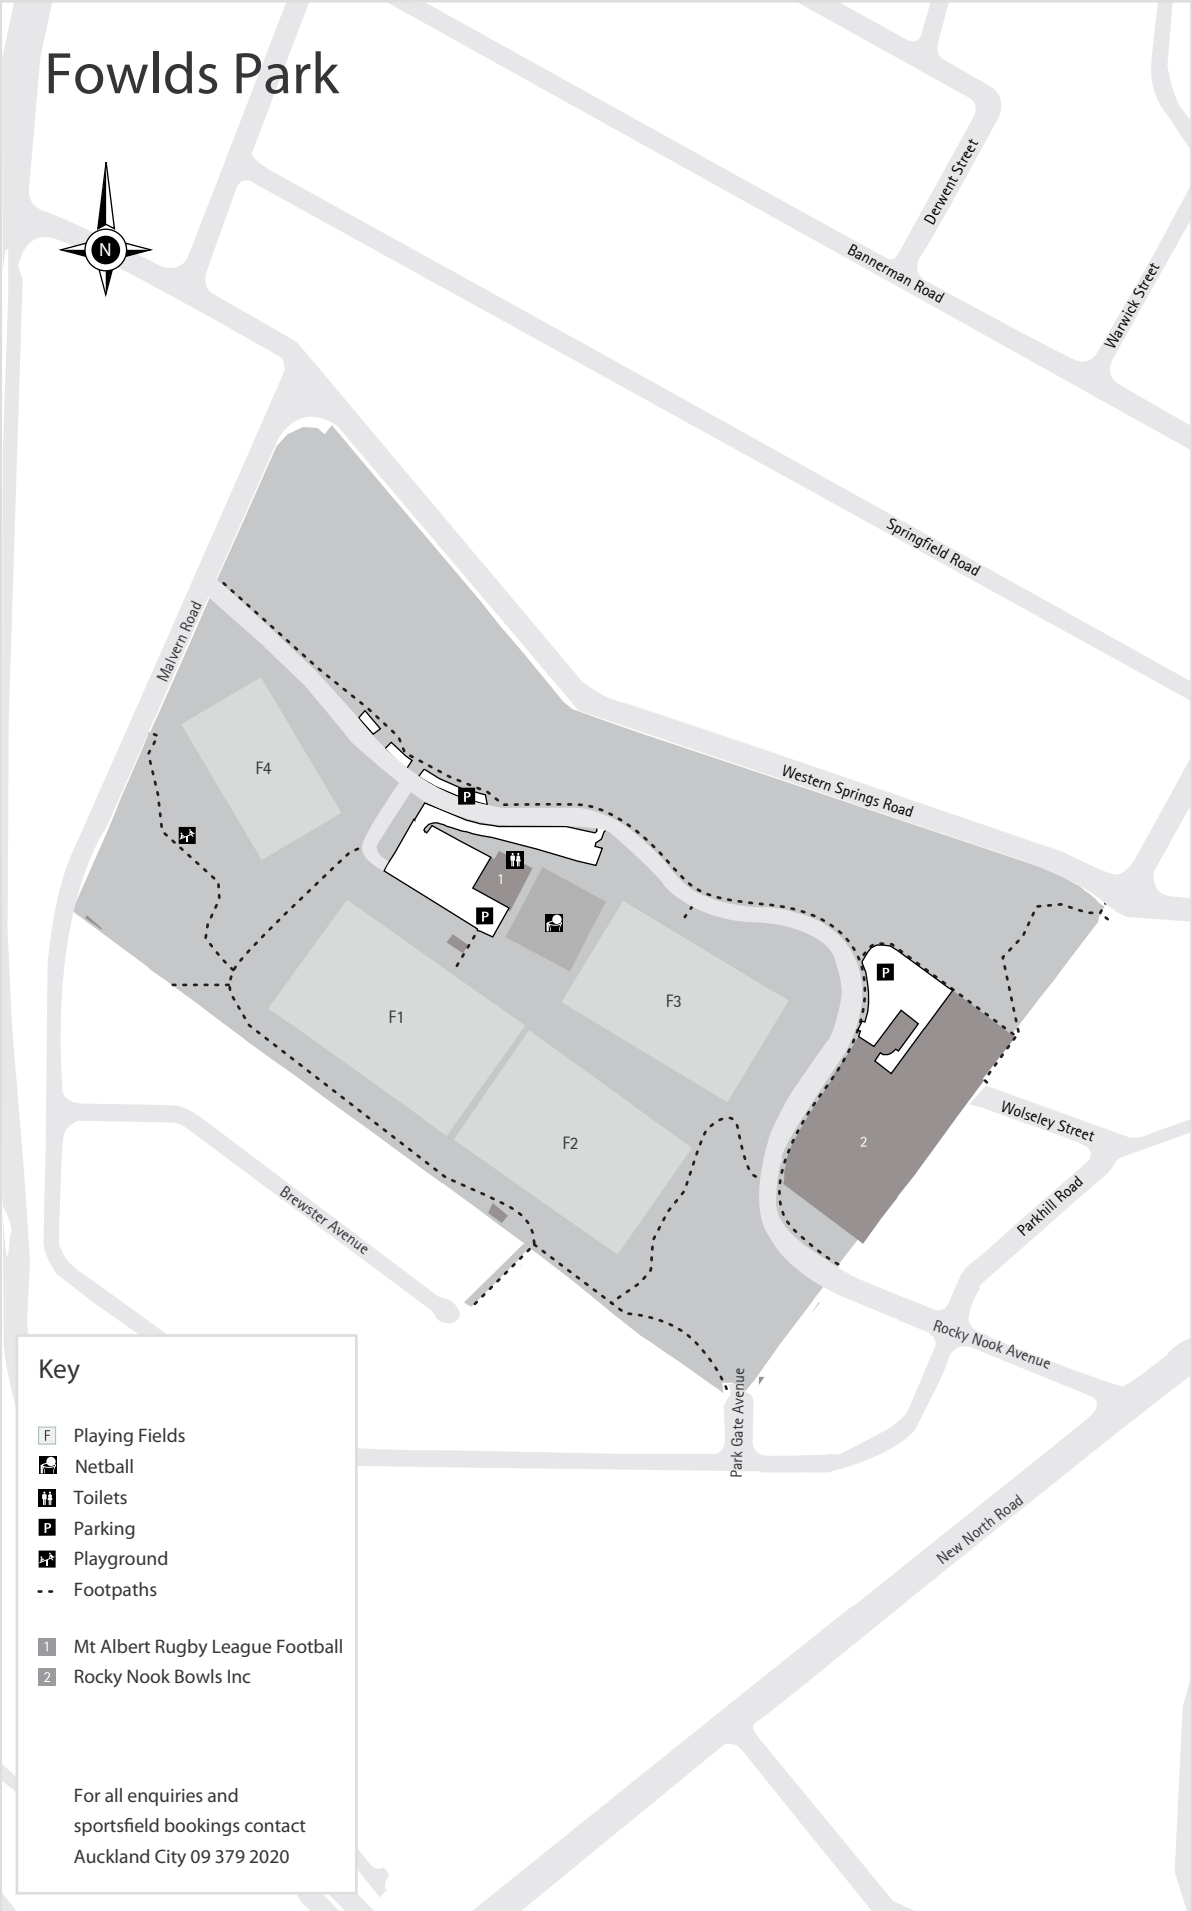 Fowlds Park
N
Derwent Street
Bannerman Road
Warwick Street
Springfield Road
Malvern Road
Western Springs Road
F4
P
1
P
P
F3
F1
F2
2
Wolseley Street
Parkhill Road
Brewster Avenue
Rocky Nook Avenue
Park Gate Avenue
New North Road
Key
F Playing Fields
Netball
Toilets
P Parking
Playground
Footpaths
1 Mt Albert Rugby League Football
2 Rocky Nook Bowls Inc
For all enquiries and
sportsfield bookings contact
Auckland City 09 379 2020